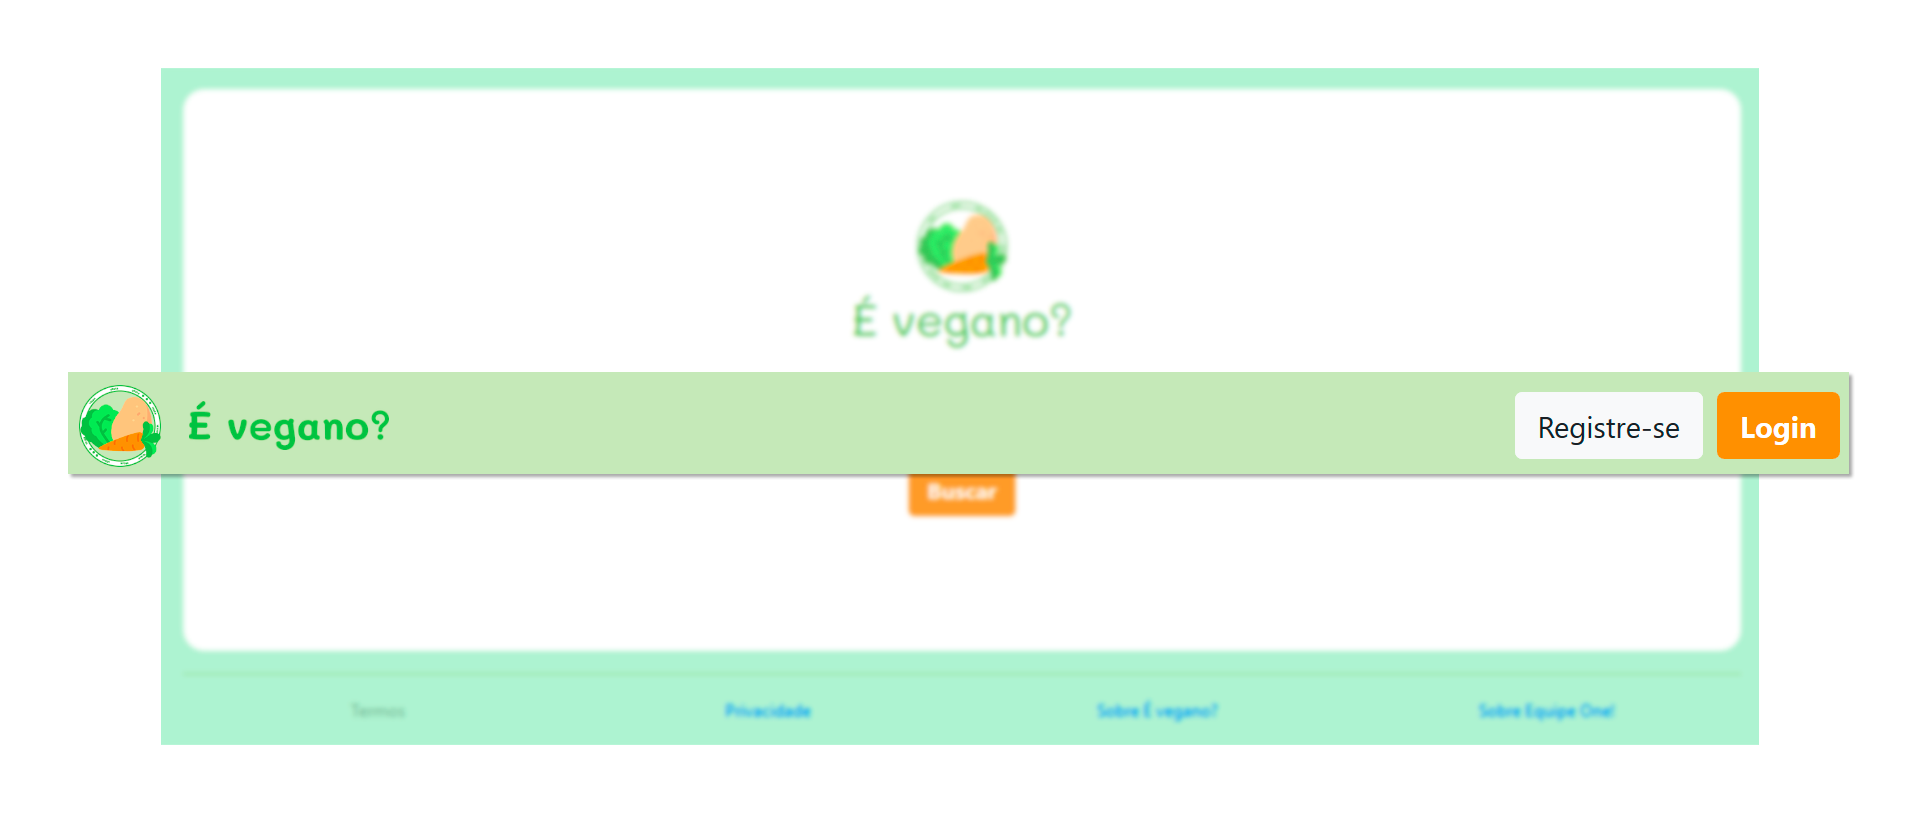 É vegano?
É vegano?
Registre-se
Login
Buscar
Termos
Privacidade
Sobre É vegano?
Sobre Equipe One!